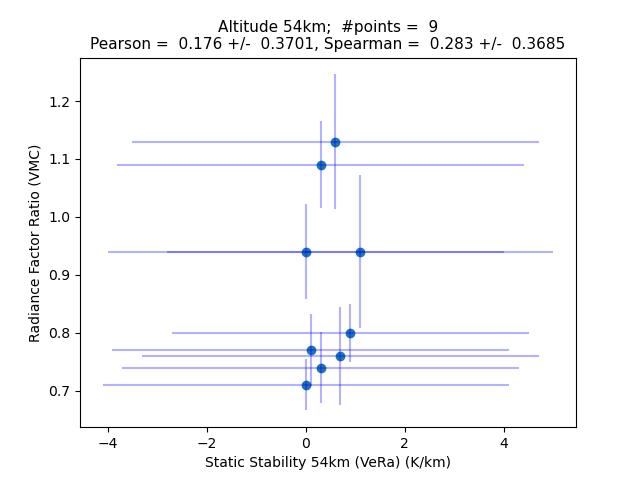 Altitude 54km;  #points =  9
Pearson =  0.176 +/-  0.3701, Spearman =  0.283 +/-  0.3685
1.2
1.1
1.0
0.9
0.8
0.7
Radiance Factor Ratio (VMC)
−4
−2
0
2
4
Static Stability 54km (VeRa) (K/km)